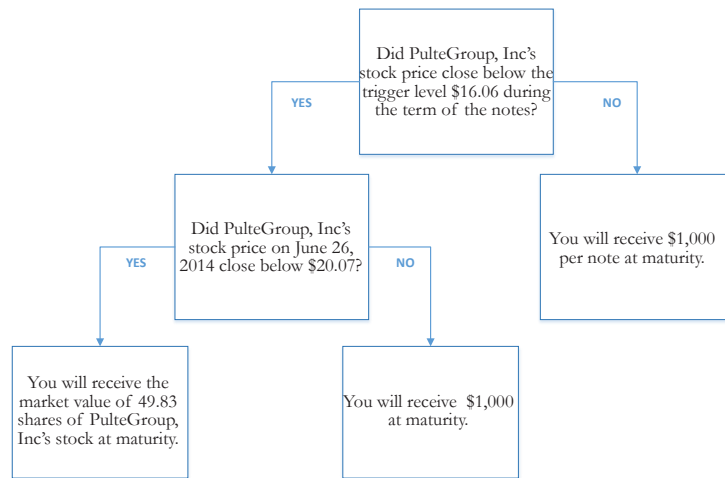 Did PulteGroup, Inc's
stock price close below the
trigger level $16.06 during
the term of the notes?
YES
NO
Did PulteGroup, Inc's
stock price on June 26,
2014 close below $20.07?
You will receive $1,000
per note at maturity.
YES
NO
You will receive the
market value of 49.83
shares of PulteGroup,
Inc's stock at maturity.
You will receive $1,000
at maturity.